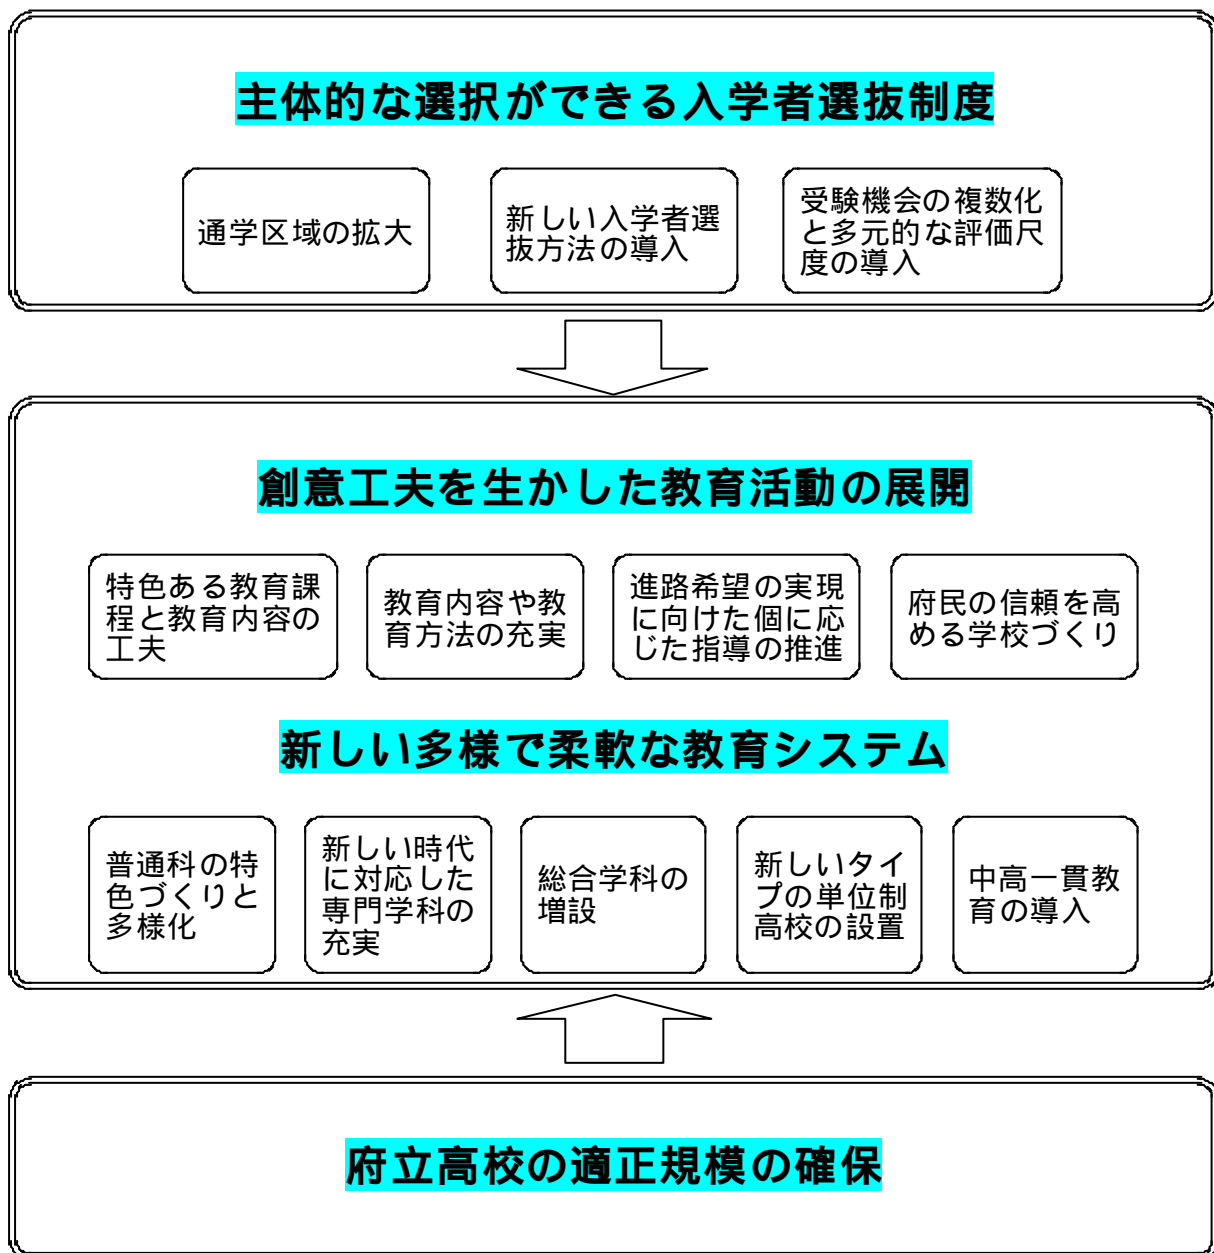 主体的な選択ができる入学者選抜制度
通学区域の拡大
新しい入学者選
抜方法の導入
受験機会の複数化
と多元的な評価尺
度の導入
創意工夫を生かした教育活動の展開
特色ある教育課
程と教育内容の
工夫
教育内容や教
育方法の充実
進路希望の実現
に向けた個に応
じた指導の推進
府民の信頼を高
める学校づくり
新しい多様で柔軟な教育システム
普通科の特
色づくりと
多様化
新しい時代
に対応した
専門学科の
充実
総合学科の
増設
新しいタイ
プの単位制
高校の設置
中高一貫教
育の導入
府立高校の適正規模の確保